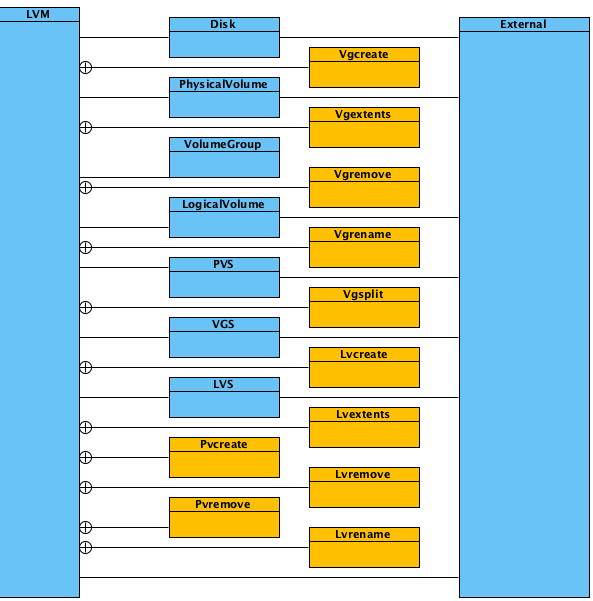 LVM
Disk
External
Vgcreate
PhysicalVolume
Vgextents
VolumeGroup
Vgremove
LogicalVolume
Vgrename
PVS
Vgsplit
VGS
Lvcreate
LVS
Lvextents
Pvcreate
Lvremove
Pvremove
Lvrename